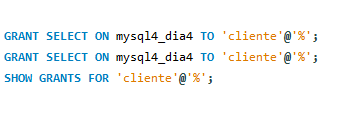 GRANT SELECT ON mysql4_dia4 TO 'cliente'@'%';
GRANT SELECT ON mysql4_dia4 TO 'cliente'@'%';
SHOW GRANTS FOR 'cliente'@'%';